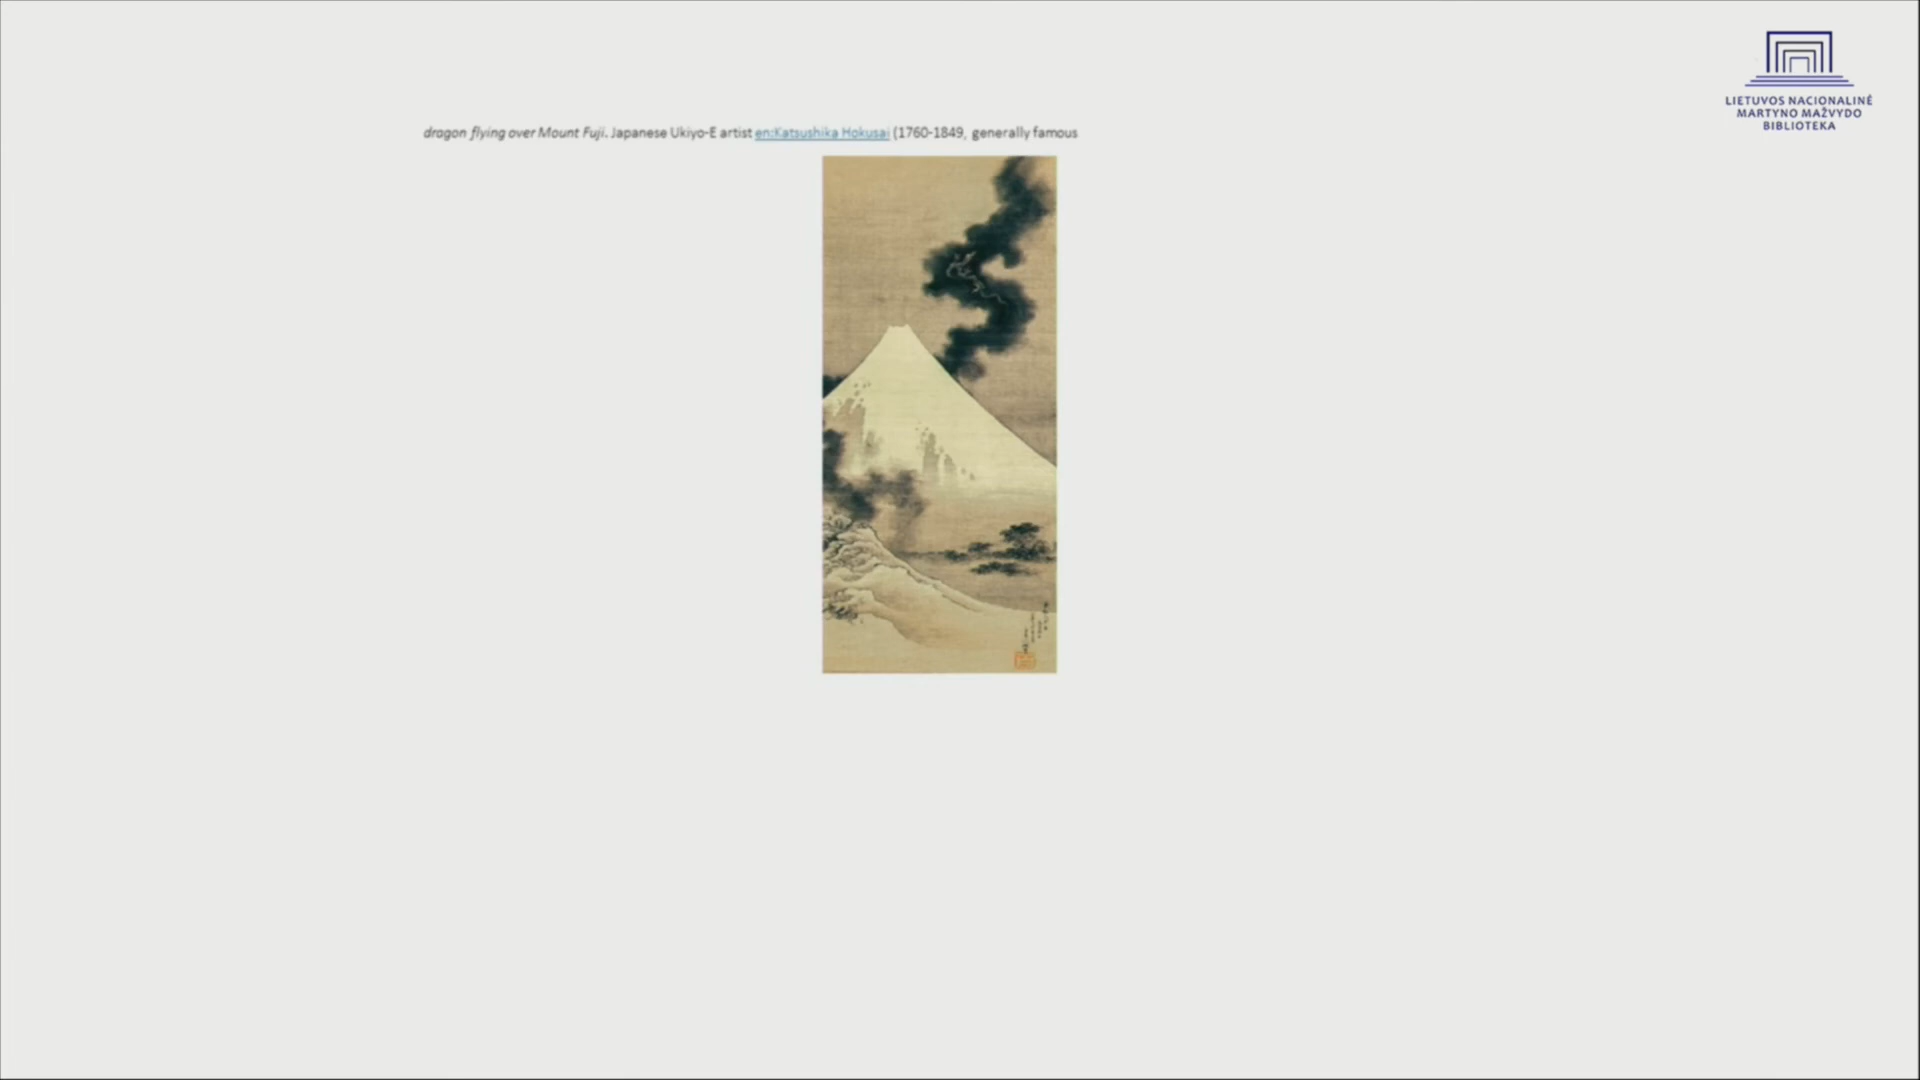 dragon flying over Mount Fuji. Japanese Ukiyo-E artist en:Katsushika Hokusai (1760-1849, generally famous
LIETUVOS NACIONALINĖ
MARTYNO MAŽVYDO
BIBLIOTEKA